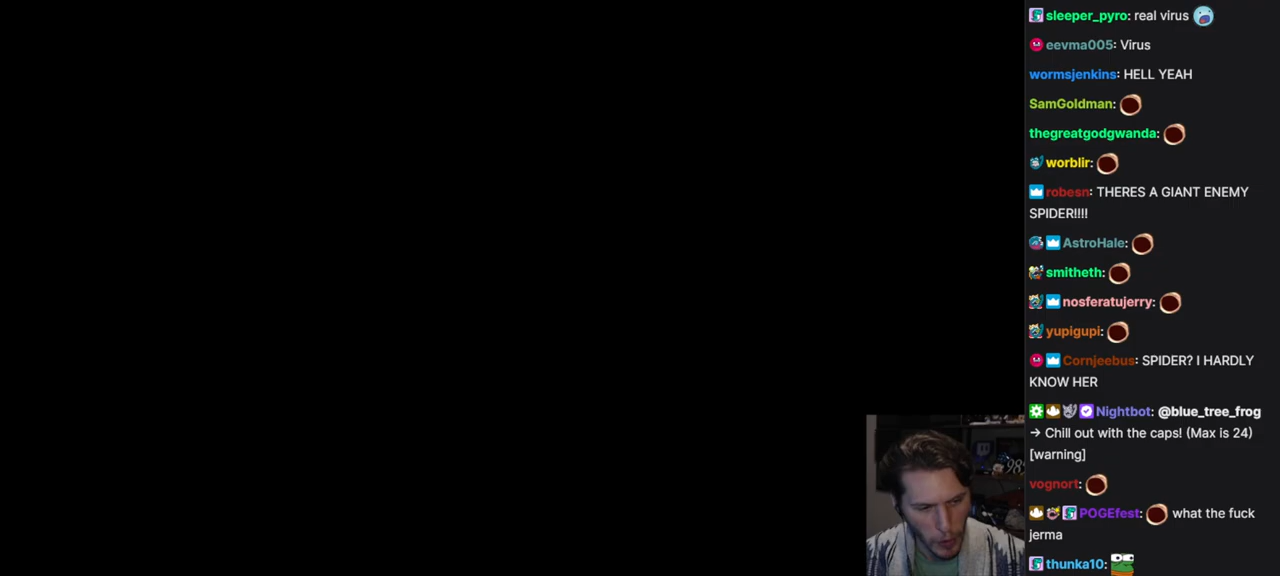 sleeper_pyro: real virus
eevma005: Virus
wormsjenkins: HELL YEAH
SamGoldman:
thegreatgodgwanda:
worblir:
robesn: THERES A GIANT ENEMY
SPIDER!!!!
AstroHale:
smitheth:
nosferatujerry:
yupigupi:
Cornjeebus: SPIDER? I HARDLY
KNOW HER
Nightbot: @blue_tree_frog
→ Chill out with the caps! (Max is 24)
[warning]
vognort:
POGEfest: what the fuck
jerma
thunka10: